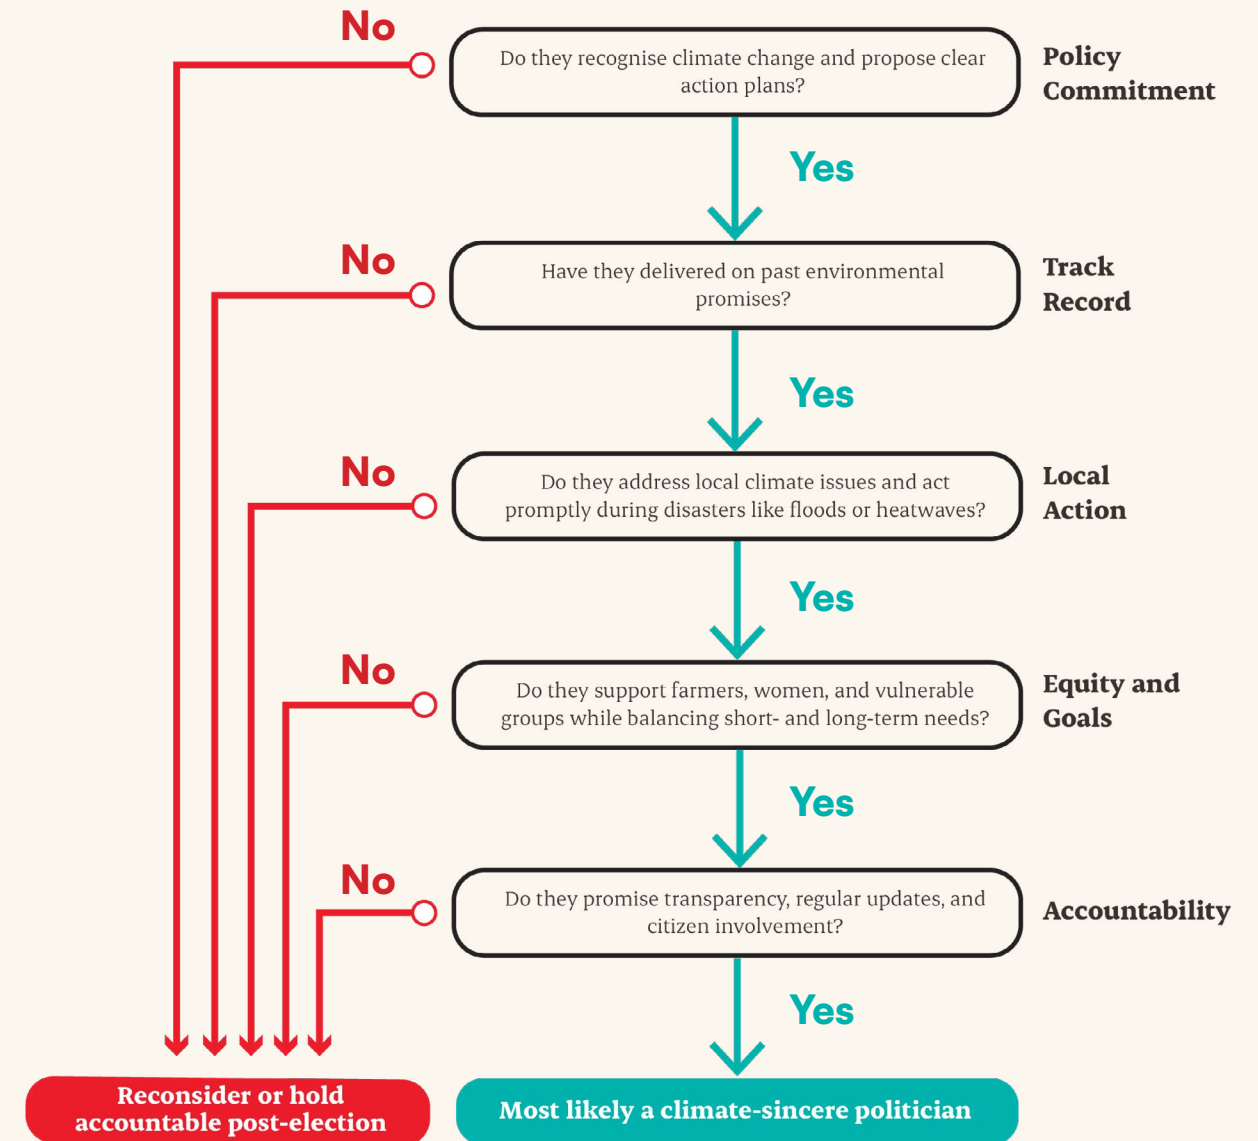 No
Do they recognise climate change and propose clear
action plans?
Policy
Commitment
Yes
No
Have they delivered on past environmental
promises?
Track
Record
Yes
No
Do they address local climate issues and act
promptly during disasters like floods or heatwaves?
Local
Action
Yes
No
Do they support farmers, women, and vulnerable
groups while balancing short- and long-term needs?
Equity and
Goals
Yes
No
Do they promise transparency, regular updates, and
citizen involvement?
Accountability
Yes
Reconsider or hold
accountable post-election
Most likely a climate-sincere politician